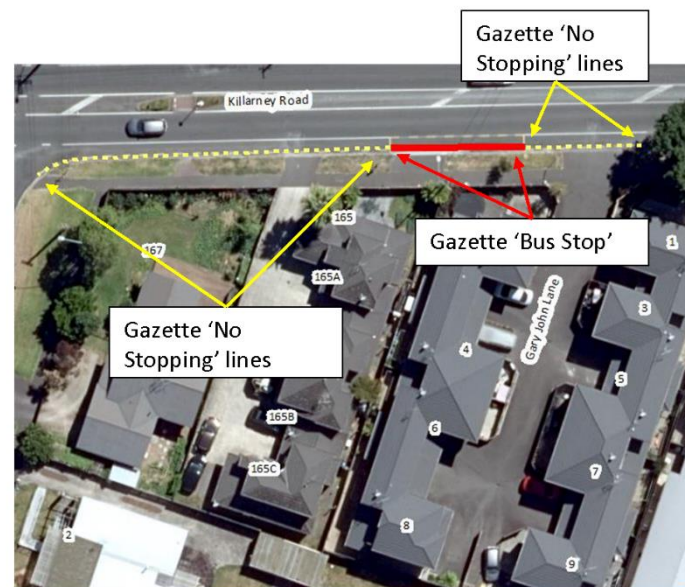 Gazette ‘No
Stopping’ lines
Killarney Road
165
Gazette ‘Bus Stop’
167
165A
1
3
Gazette ‘No
Stopping’ lines
Gary John Lane
4
5
165B
6
165C
7
8
2
9